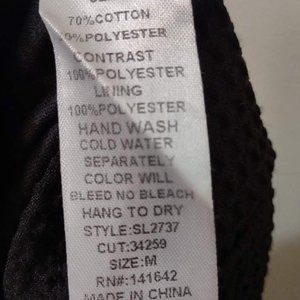 70%COTTON
0%POLYESTER
CONTRAST
100%POLYESTER
LINING
100%POLYESTER
HAND WASH
COLD WATER
SEPARATELY
COLOR WILL
BLEED NO BLEACH
HANG TO DRY
STYLE:SL2737
CUT:34259
SIZE:M
RN#:141642
MADE IN CHINA